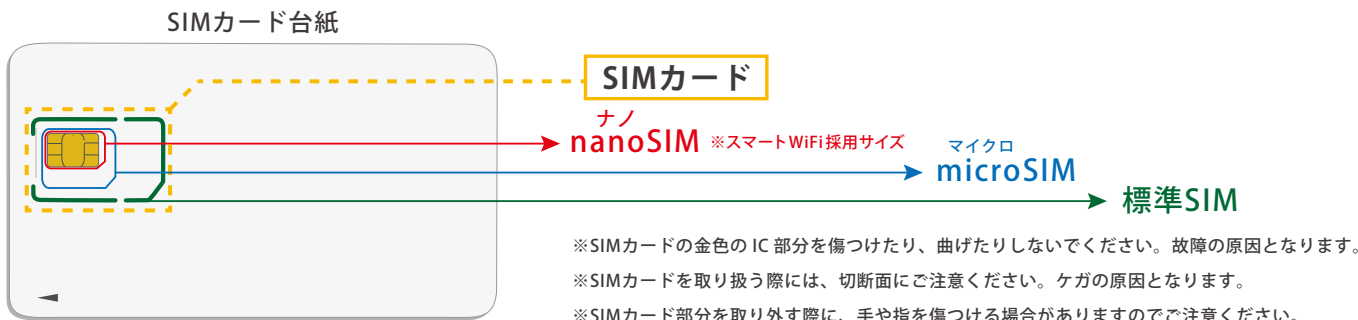 SIMカード台紙
SIMカード
ナノ
nanoSIM ※スマートWiFi採用サイズ
マイクロ
microSIM
標準SIM
※SIMカードの金色の IC 部分を傷つけたり、曲げたりしないでください。故障の原因となります。
※SIMカードを取り扱う際には、切断面にご注意ください。ケガの原因となります。
※SIMカード部分を取り外す際に、手や指を傷つける場合がありますのでご注意ください。